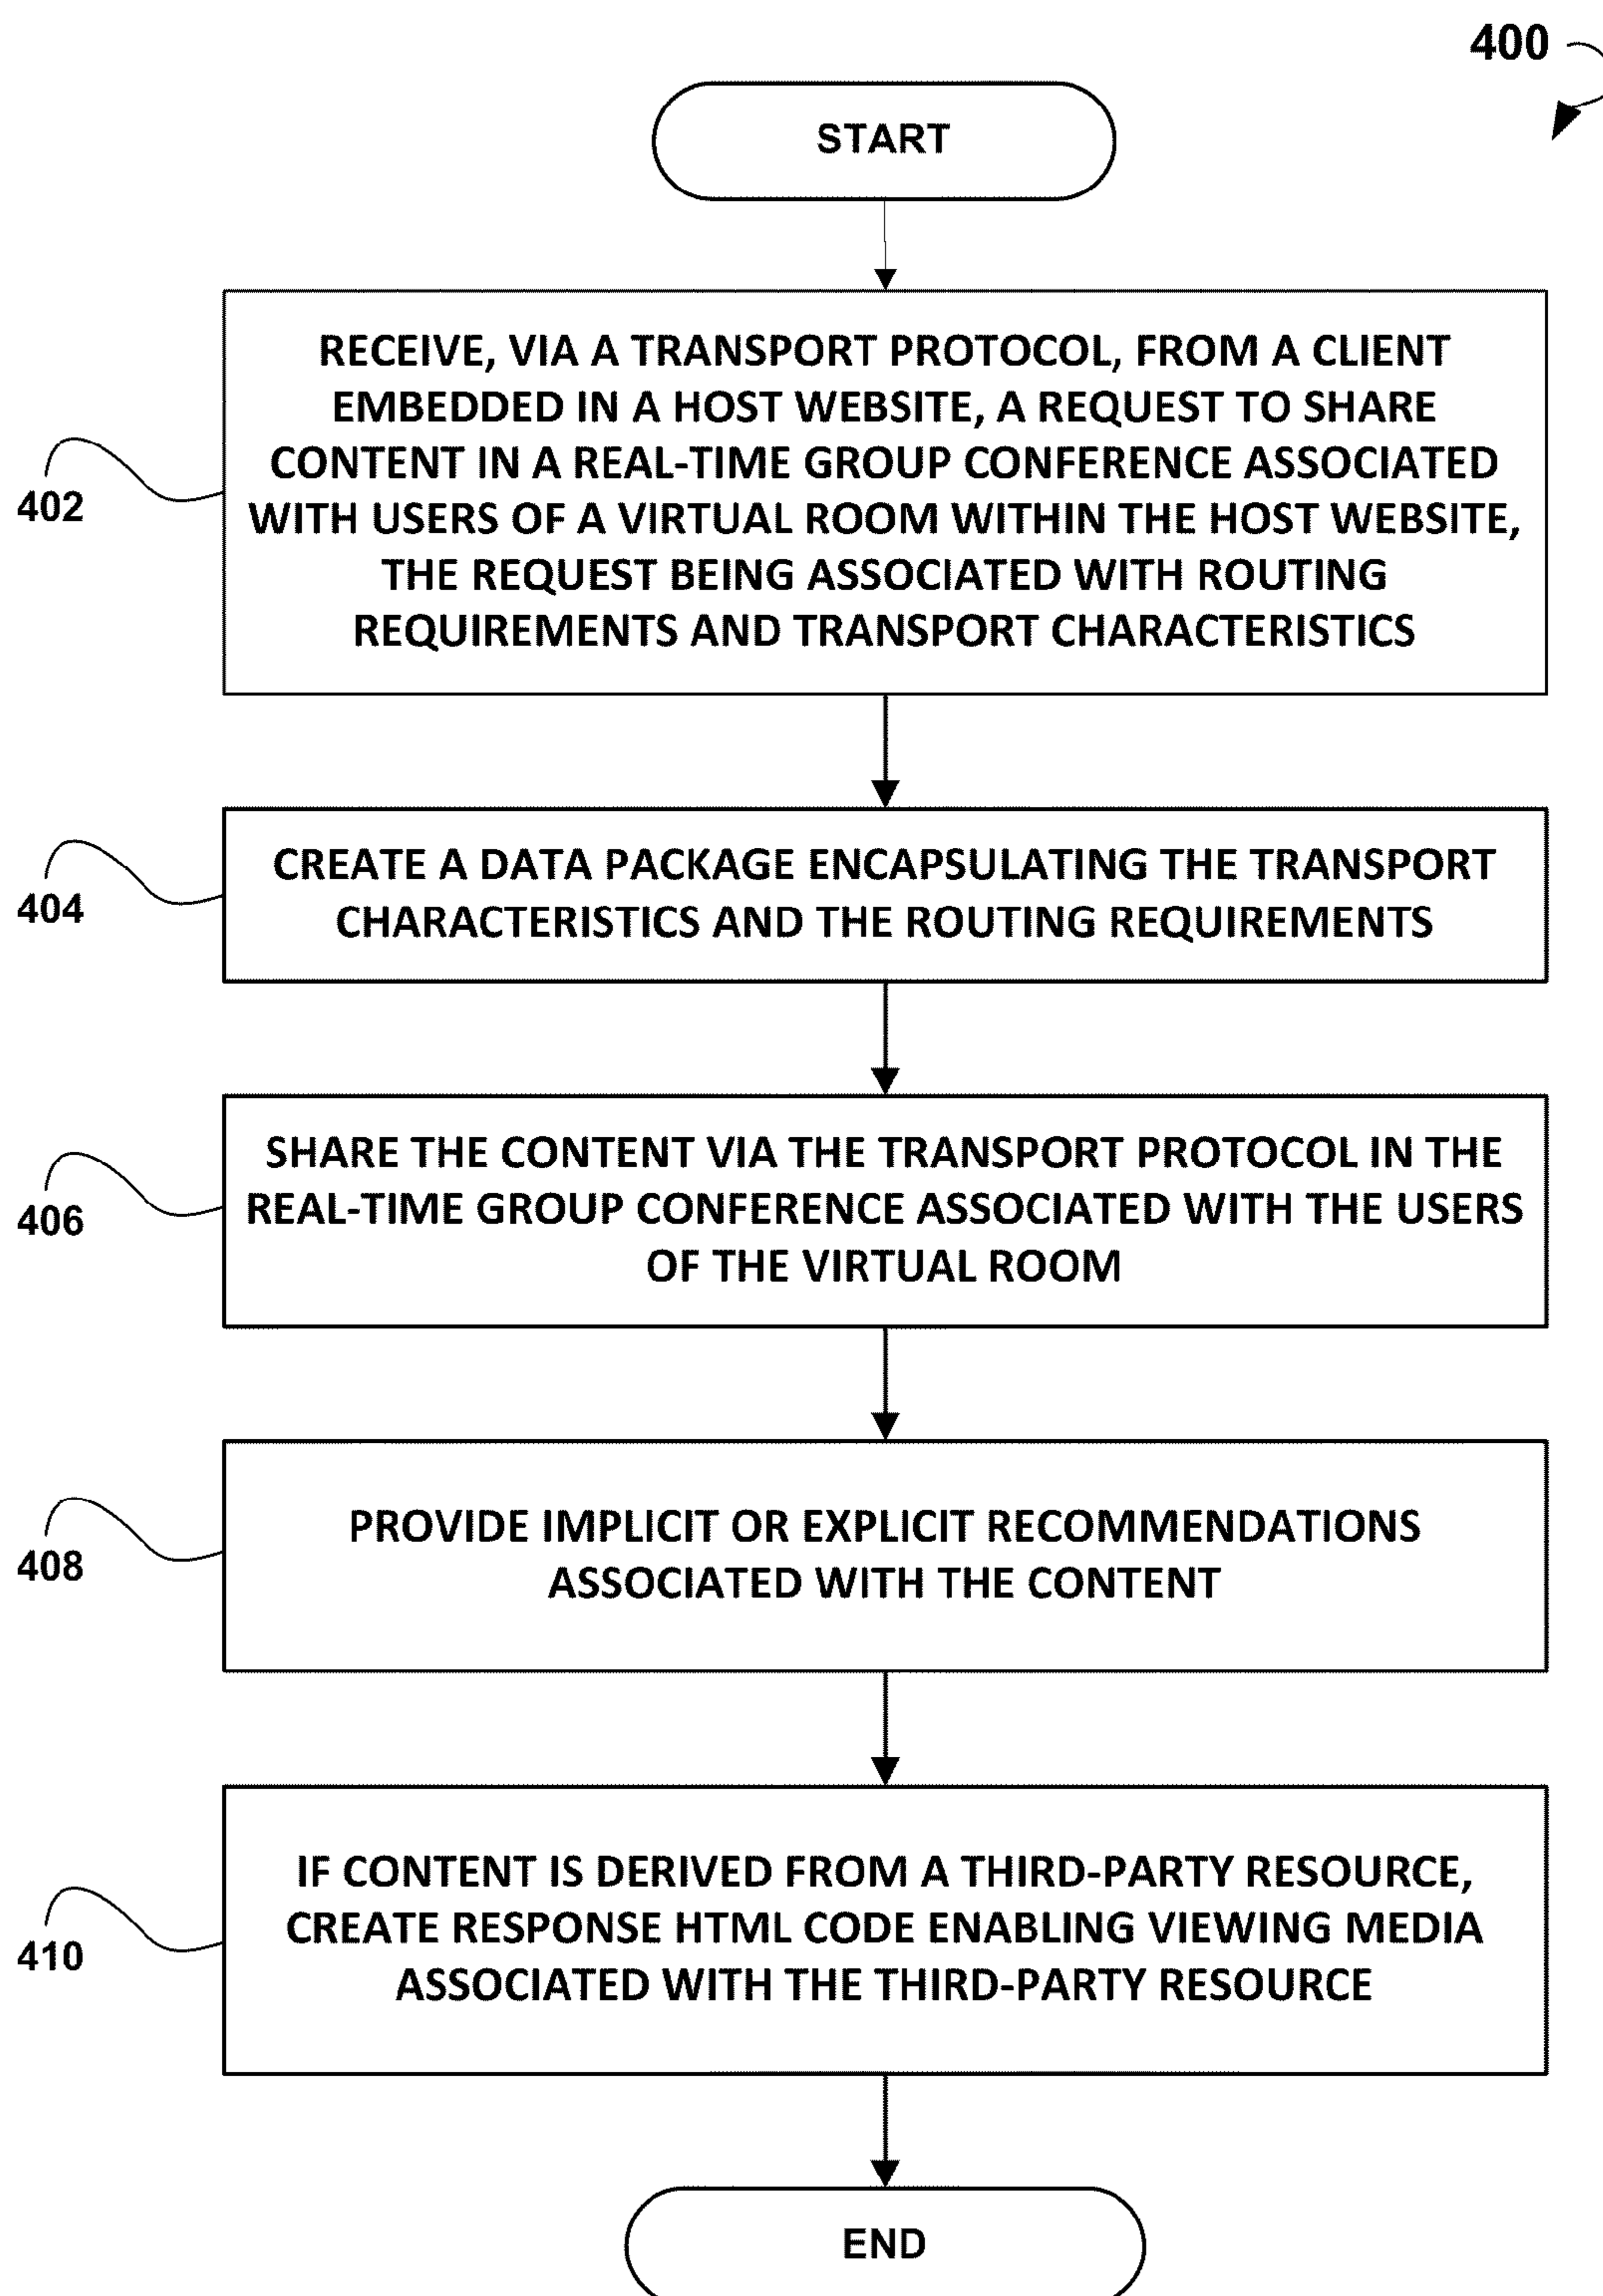 400
START
RECEIVE, VIA A TRANSPORT PROTOCOL, FROM A CLIENT
EMBEDDED IN A HOST WEBSITE, A REQUEST TO SHARE
CONTENT IN A REAL-TIME GROUP CONFERENCE ASSOCIATED
WITH USERS OF A VIRTUAL ROOM WITHIN THE HOST WEBSITE,
THE REQUEST BEING ASSOCIATED WITH ROUTING
REQUIREMENTS AND TRANSPORT CHARACTERISTICS
402
CREATE A DATA PACKAGE ENCAPSULATING THE TRANSPORT
CHARACTERISTICS AND THE ROUTING REQUIREMENTS
404
SHARE THE CONTENT VIA THE TRANSPORT PROTOCOL IN THE
REAL-TIME GROUP CONFERENCE ASSOCIATED WITH THE USERS
OF THE VIRTUAL ROOM
406
PROVIDE IMPLICIT OR EXPLICIT RECOMMENDATIONS
ASSOCIATED WITH THE CONTENT
408
IF CONTENT IS DERIVED FROM A THIRD-PARTY RESOURCE,
CREATE RESPONSE HTML CODE ENABLING VIEWING MEDIA
ASSOCIATED WITH THE THIRD-PARTY RESOURCE
410
END